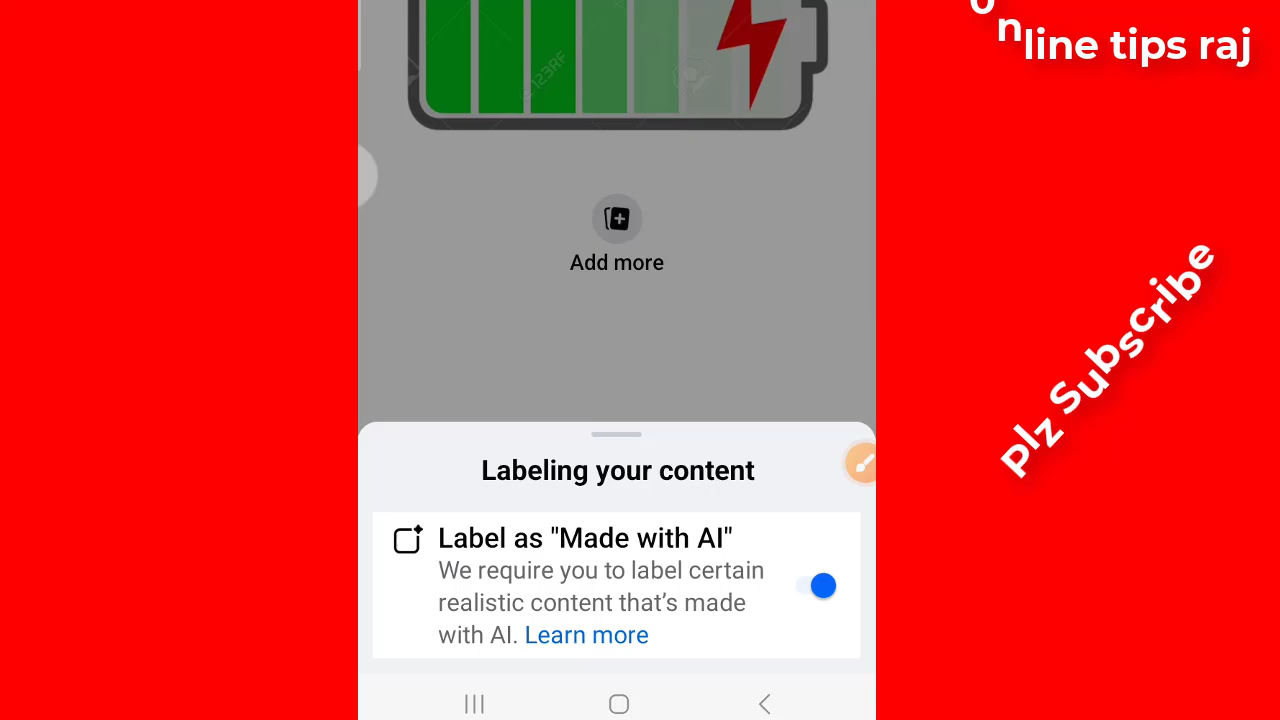 online tips raj
123RF
Add more
Plz Subscribe
Labeling your content
Label as "Made with AI"
We require you to label certain
realistic content that’s made
with AI. Learn more